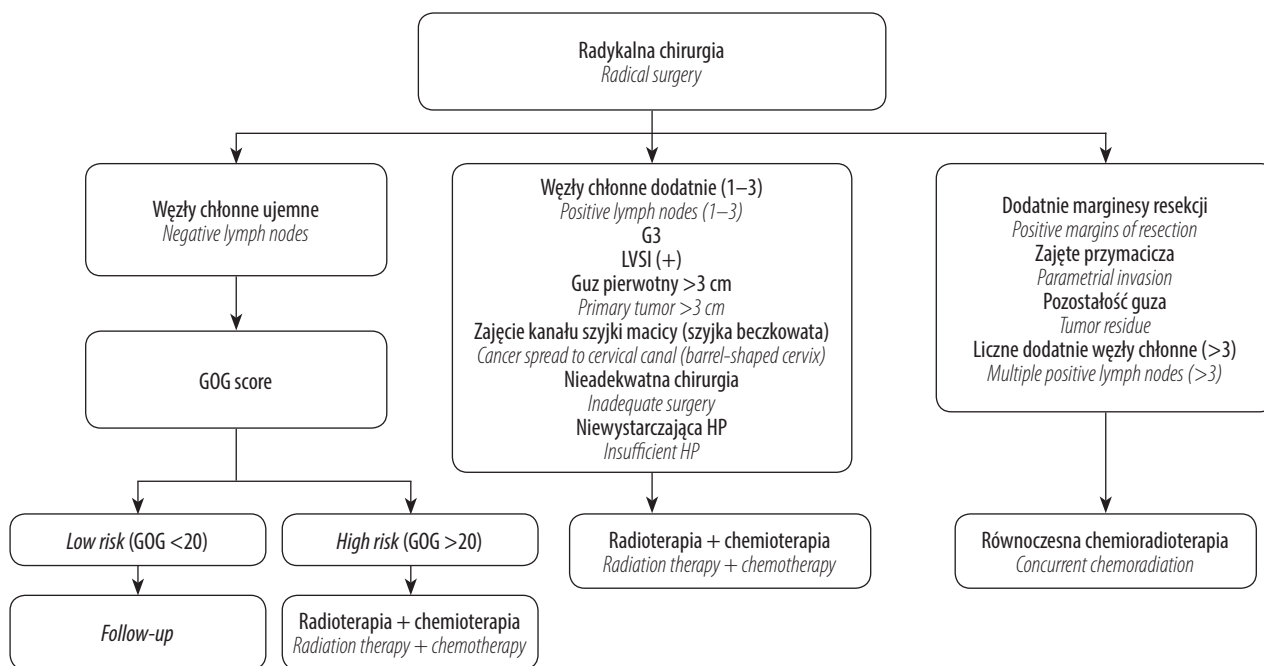 Radykalna chirurgia
Radical surgery
Węzły chłonne ujemne
Negative lymph nodes
GOG score
Low risk (GOG <20)
High risk (GOG >20)
Follow-up
Radioterapia + chemioterapia
Radiation therapy + chemotherapy
Węzły chłonne dodatnie (1–3)
Positive lymph nodes (1–3)
G3
LVSI (+)
Guz pierwotny >3 cm
Primary tumor >3 cm
Zajęcie kanału szyjki macicy (szyjka beczkowata)
Cancer spread to cervical canal (barrel-shaped cervix)
Nieadekwatna chirurgia
Inadequate surgery
Niewystarczająca HP
Insufficient HP
Radioterapia + chemioterapia
Radiation therapy + chemotherapy
Dodatnie marginesy resekcji
Positive margins of resection
Zajęte przymacicza
Parametrial invasion
Pozostałość guza
Tumor residue
Liczne dodatnie węzły chłonne (>3)
Multiple positive lymph nodes (>3)
Równoczesna chemioradioterapia
Concurrent chemoradiation